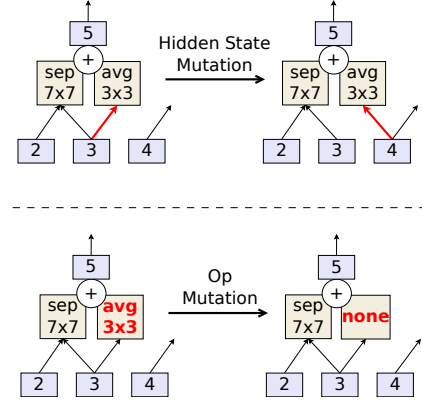 5
+
sep
7x7
avg
3x3
2
3
4
Hidden State
Mutation
5
+
sep
7x7
avg
3x3
2
3
4
5
+
sep
7x7
avg
3x3
2
3
4
Op
Mutation
5
+
sep
7x7
none
2
3
4